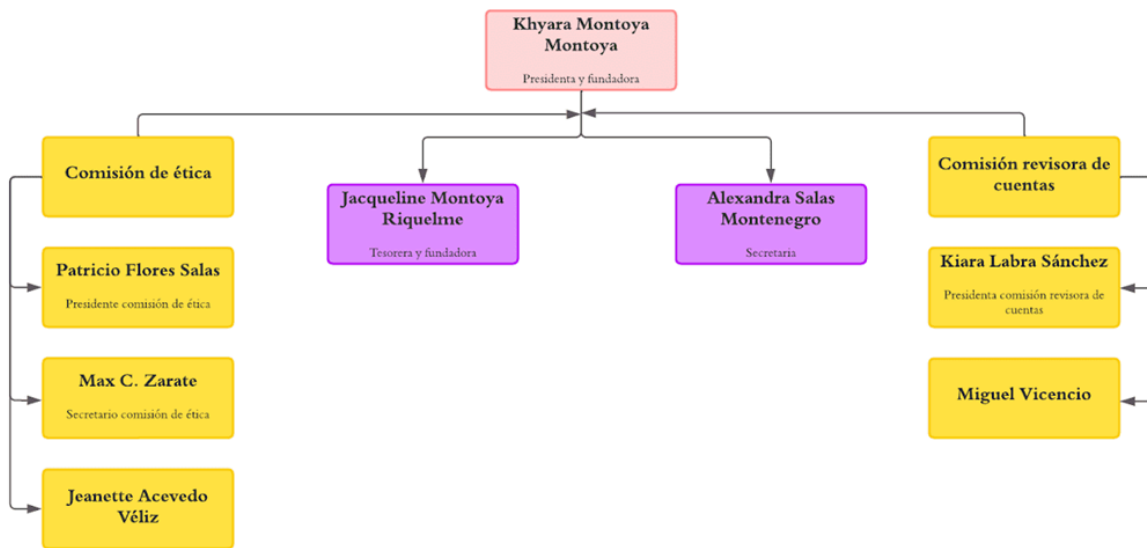 Khyara Montoya
Montoya
Presidenta y fundadora
Comisión de ética
Jacqueline Montoya
Riquelme
Tesorera y fundadora
Alexandra Salas
Montenegro
Secretaria
Comisión revisora de
cuentas
Patricio Flores Salas
Presidente comisión de ética
Kiara Labra Sánchez
Presidenta comisión revisora de
cuentas
Max C. Zarate
Secretario comisión de ética
Miguel Vicencio
Jeanette Acevedo
Véliz